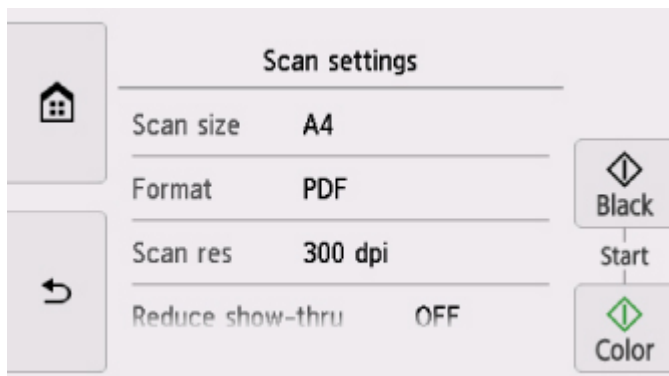 Scan settings
Scan size A4
Format PDF
Scan res 300 dpi
Reduce show-thru OFF
Black
Start
Color